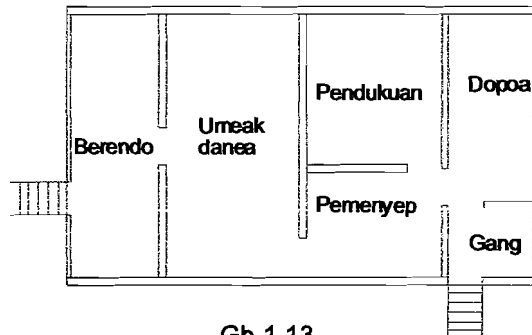 Pendukuan
Dopoa
Berendo
Umeak
danea
Pemenyep
Gang
Gb 1.13